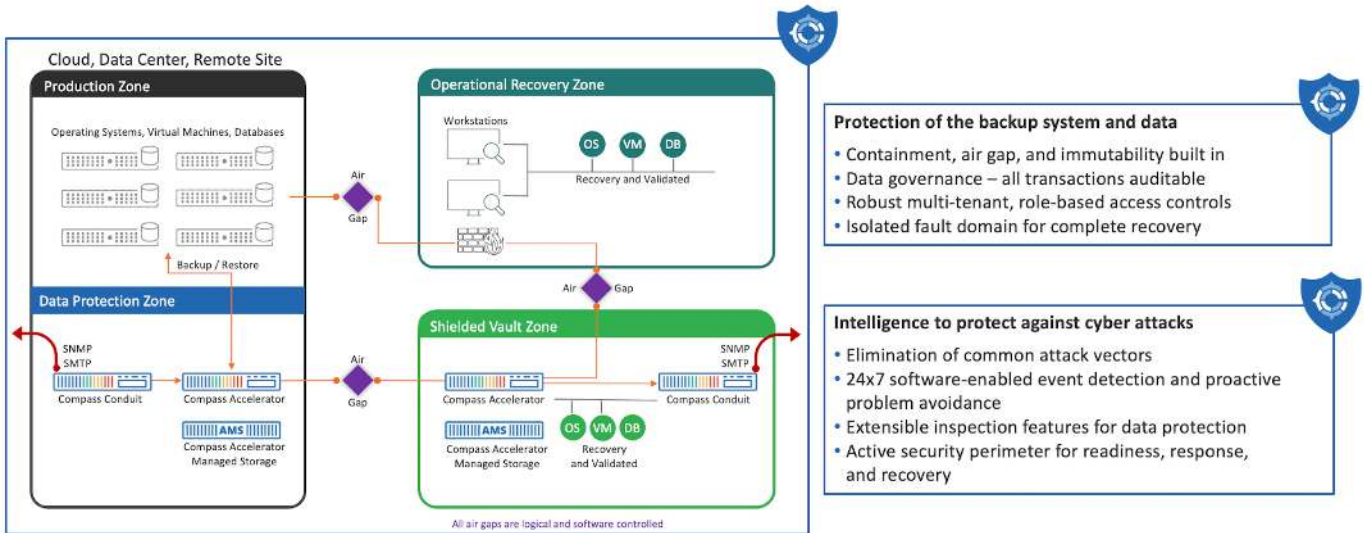 Cloud, Data Center, Remote Site
Production Zone
Operating Systems, Virtual Machines, Databases
Backup / Restore
Data Protection Zone
SNMP
SMTP
Compass Conduit
Compass Accelerator
AMS
Compass Accelerator
Managed Storage
Air
Gap
Air
Gap
Operational Recovery Zone
Workstations
OS VM DB
Recovery and Validated
Air Gap
Shielded Vault Zone
SNMP
SMTP
Compass Accelerator
Compass Conduit
AMS
Compass Accelerator
Managed Storage
OS VM DB
Recovery
and Validated
All air gaps are logical and software controlled
Protection of the backup system and data
• Containment, air gap, and immutability built in
• Data governance – all transactions auditable
• Robust multi-tenant, role-based access controls
• Isolated fault domain for complete recovery
Intelligence to protect against cyber attacks
• Elimination of common attack vectors
• 24x7 software-enabled event detection and proactive
problem avoidance
• Extensible inspection features for data protection
• Active security perimeter for readiness, response,
and recovery